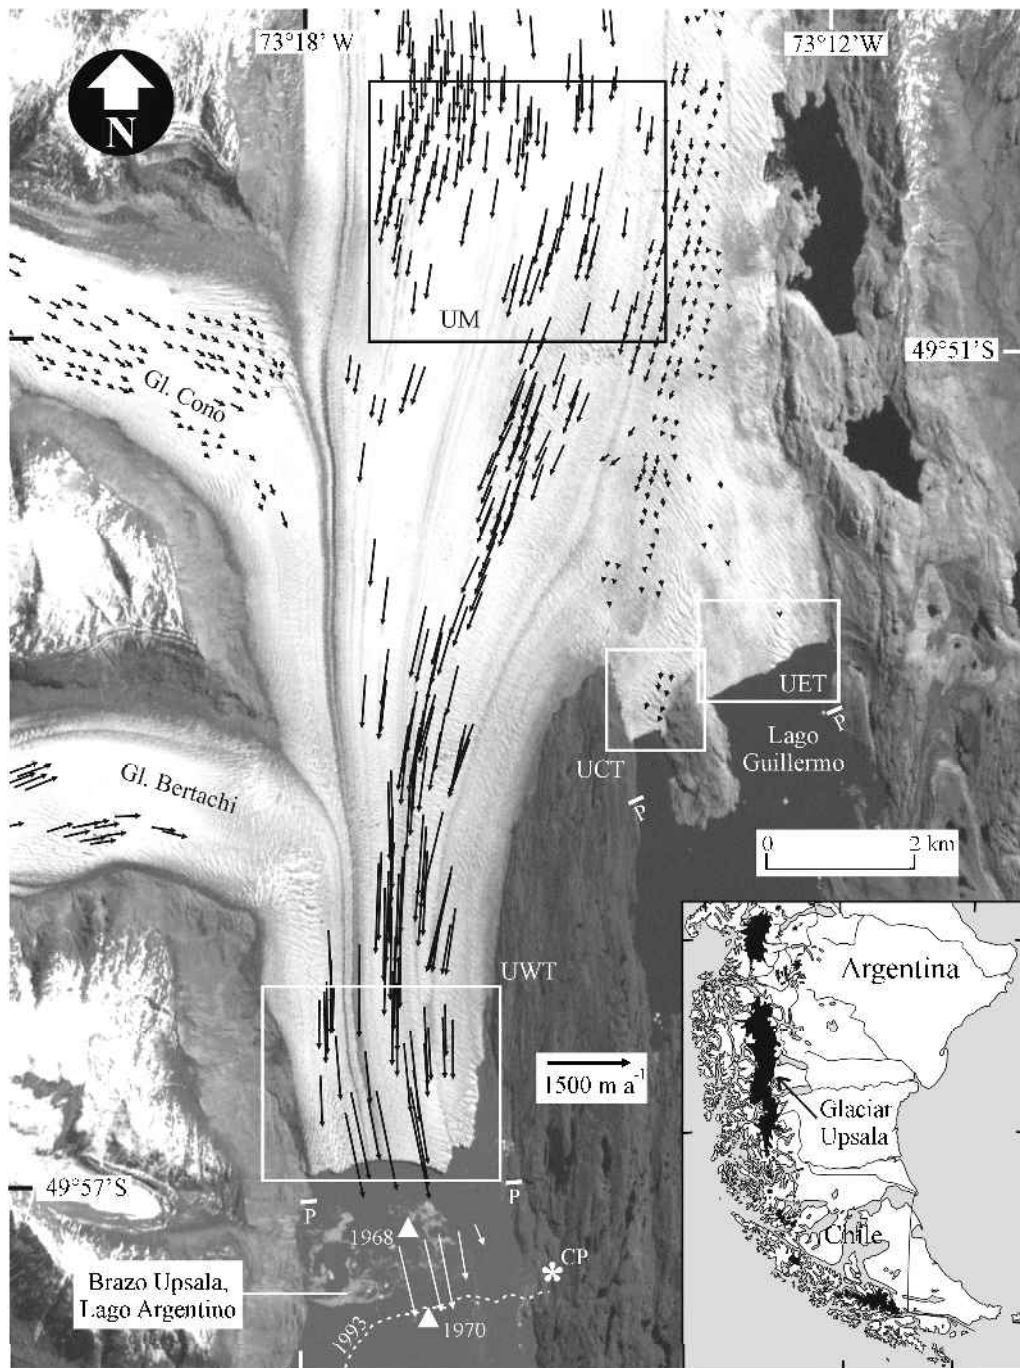 73°18' W
73°12'W
N
UM
49°51'S
Gl. Cono
UET
P
Lago
Guillermo
UCT
P
Gl. Bertachi
0 2 km
UWT
Argentina
1500 m a⁻¹
Glaciar
Upsala
49°57'S
P
P
1968
Chile
CP
Brazo Upsala,
Lago Argentino
1993
1970